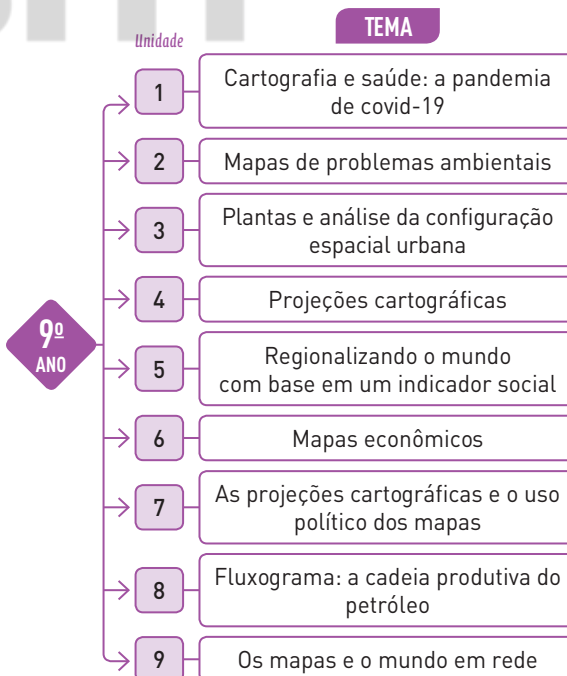 Unidade
TEMA
1
Cartografia e saúde: a pandemia
de covid-19
2
Mapas de problemas ambientais
3
Plantas e análise da configuração
espacial urbana
4
Projeções cartográficas
9º
ANO
5
Regionalizando o mundo
com base em um indicador social
6
Mapas econômicos
7
As projeções cartográficas e o uso
político dos mapas
8
Fluxograma: a cadeia produtiva do
petróleo
9
Os mapas e o mundo em rede